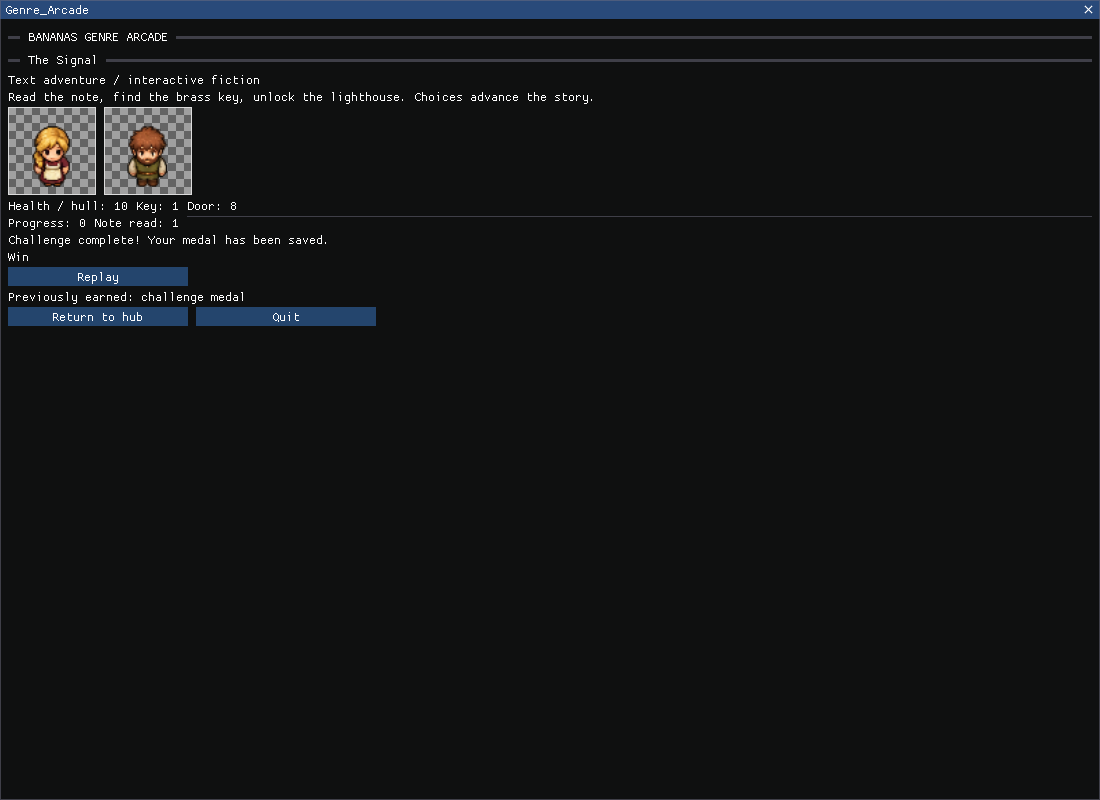 Genre_Arcade
BANANAS GENRE ARCADE
The Signal
Text adventure / interactive fiction
Read the note, find the brass key, unlock the lighthouse. Choices advance the story.
Health / hull: 10 Key: 1 Door: 8
Progress: 0 Note read: 1
Challenge complete! Your medal has been saved.
Win
Replay
Previously earned: challenge medal
Return to hub Quit